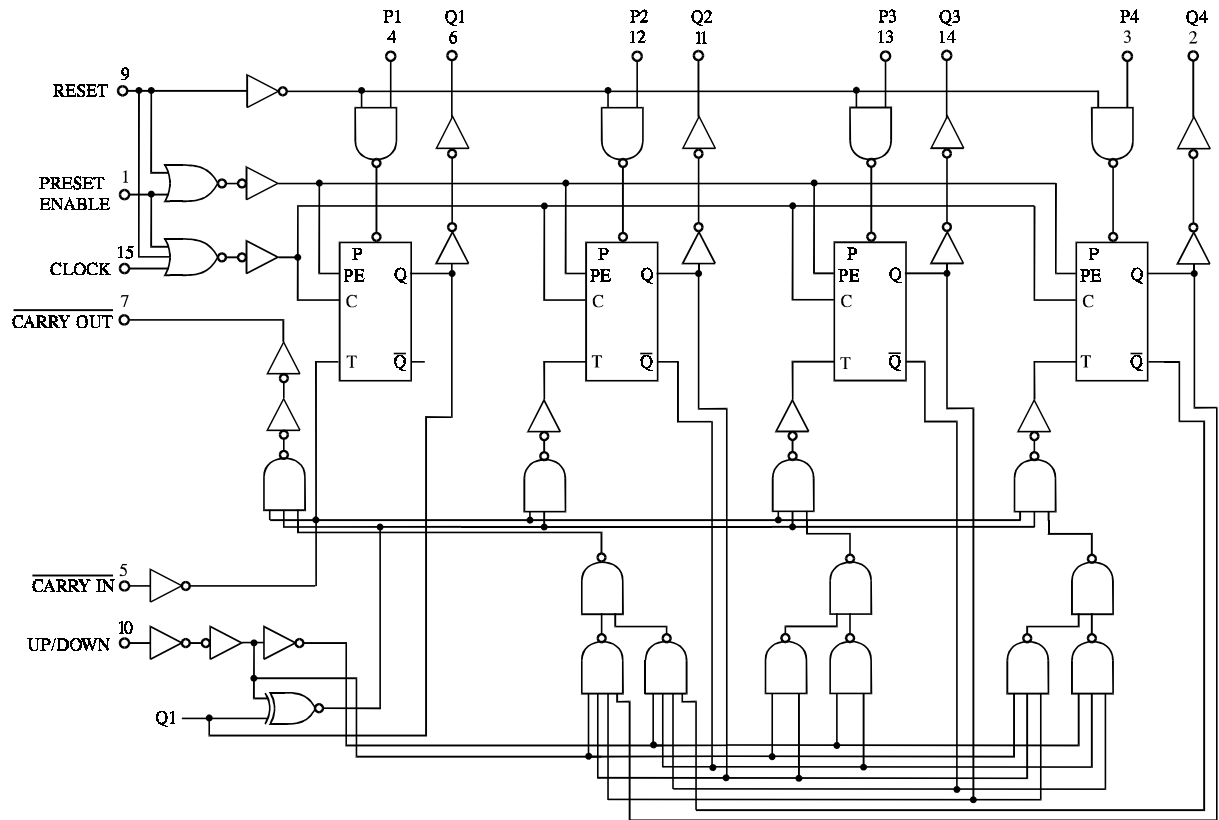 P1 Q1 P2 Q2 P3 Q3 P4 Q4
4 6 12 11 13 14 3 2
9
RESET
1
PRESET
ENABLE
15
CLOCK
7
CARRY OUT
P P P P
PE Q PE Q PE Q PE Q
C C C C
T Q T Q T Q T Q
5
CARRY IN
10
UP/DOWN
Q1